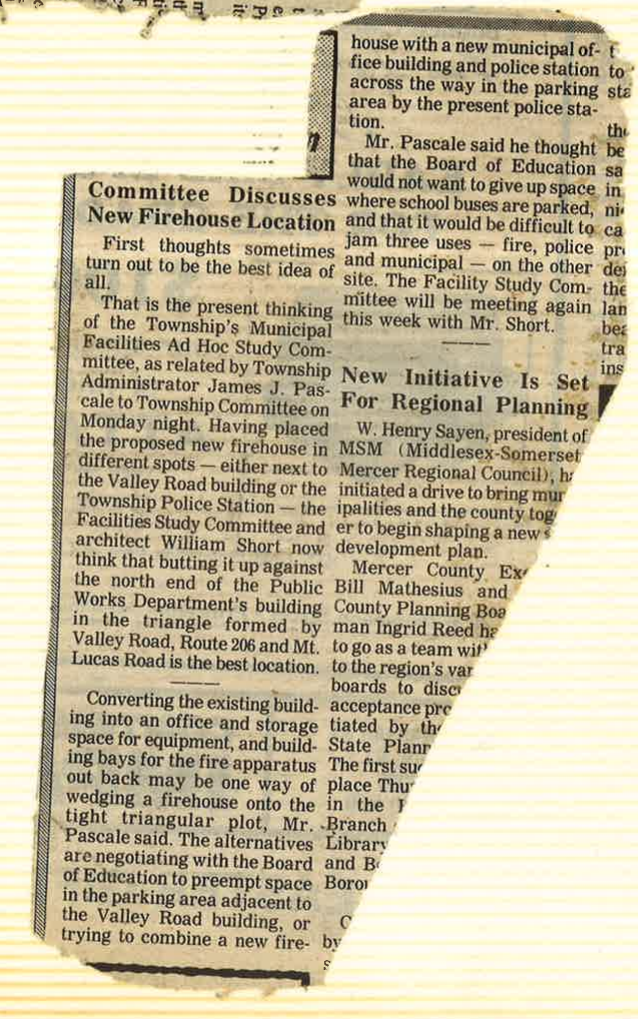 Committee Discusses
New Firehouse Location
First thoughts sometimes
turn out to be the best idea of
all.
That is the present thinking
of the Township's Municipal
Facilities Ad Hoc Study Com-
mittee, as related by Township
Administrator James J. Pas-
cale to Township Committee on
Monday night. Having placed
the proposed new firehouse in
different spots — either next to
the Valley Road building or the
Township Police Station — the
Facilities Study Committee and
architect William Short now
think that butting it up against
the north end of the Public
Works Department's building
in the triangle formed by
Valley Road, Route 206 and Mt.
Lucas Road is the best location.
Converting the existing build-
ing into an office and storage
space for equipment, and build-
ing bays for the fire apparatus
out back may be one way of
wedging a firehouse onto the
tight triangular plot, Mr.
Pascale said. The alternatives
are negotiating with the Board
of Education to preempt space
in the parking area adjacent to
the Valley Road building, or
trying to combine a new fire-
house with a new municipal of-
fice building and police station
across the way in the parking
area by the present police sta-
tion.
Mr. Pascale said he thought
that the Board of Education
would not want to give up space
where school buses are parked,
and that it would be difficult to
jam three uses — fire, police
and municipal — on the other
site. The Facility Study Com-
mittee will be meeting again
this week with Mr. Short.
New Initiative Is Set
For Regional Planning
W. Henry Sayen, president of
MSM (Middlesex-Somerset
Mercer Regional Council), ha
initiated a drive to bring mun
ipalities and the county tog
er to begin shaping a new s
development plan.
Mercer County Exe
Bill Mathesius and
County Planning Boa
man Ingrid Reed ha
to go as a team wit
to the region's var
boards to disc
acceptance pro
tiated by the
State Plann
The first su
place Thu
in the
Branch
Library
and B
Boro
by